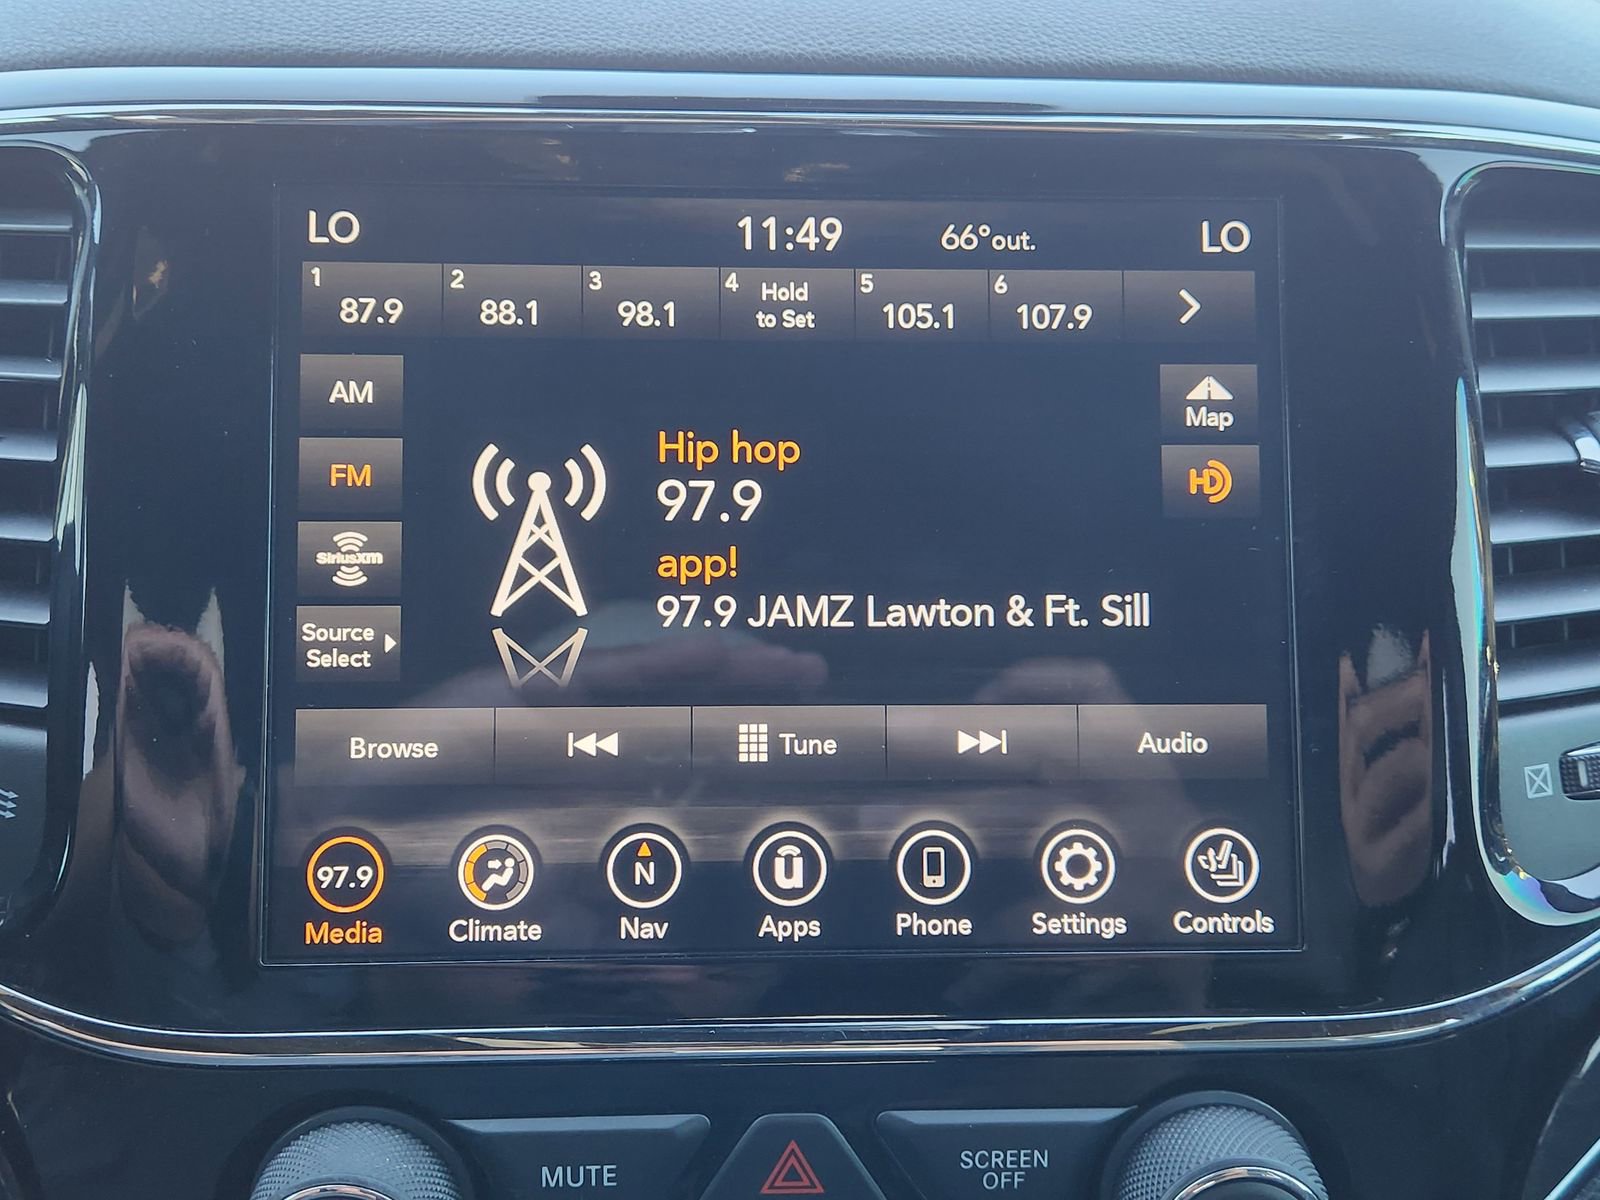 LO 11:49 66°out. LO
1 87.9 2 88.1 3 98.1 4 Hold to Set 5 105.1 6 107.9
AM
Map
FM
HD
Hip hop
97.9
SiriusXM
app!
97.9 JAMZ Lawton & Ft. Sill
Source
Select
Browse Tune Audio
97.9 N u
Media Climate Nav Apps Phone Settings Controls
MUTE
SCREEN
OFF